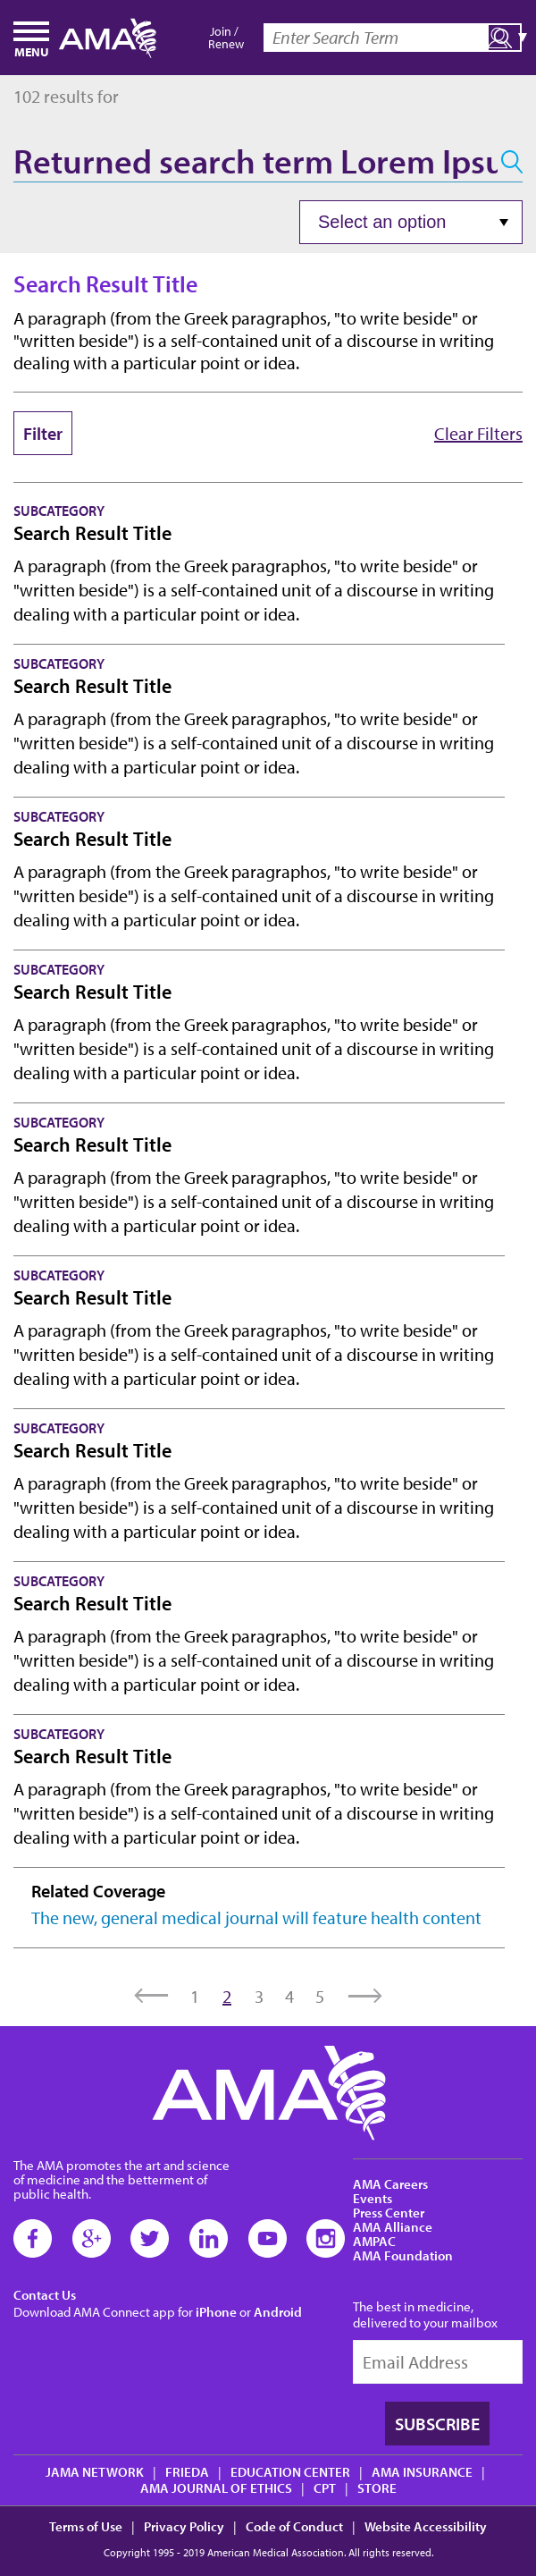 MENU
AMA
Join /
Renew
Enter Search Term
102 results for
Returned search term Lorem Ipsu
Select an option
Search Result Title
A paragraph (from the Greek paragraphos, "to write beside" or
"written beside") is a self-contained unit of a discourse in writing
dealing with a particular point or idea.
Filter
Clear Filters
SUBCATEGORY
Search Result Title
A paragraph (from the Greek paragraphos, "to write beside" or
"written beside") is a self-contained unit of a discourse in writing
dealing with a particular point or idea.
SUBCATEGORY
Search Result Title
A paragraph (from the Greek paragraphos, "to write beside" or
"written beside") is a self-contained unit of a discourse in writing
dealing with a particular point or idea.
SUBCATEGORY
Search Result Title
A paragraph (from the Greek paragraphos, "to write beside" or
"written beside") is a self-contained unit of a discourse in writing
dealing with a particular point or idea.
SUBCATEGORY
Search Result Title
A paragraph (from the Greek paragraphos, "to write beside" or
"written beside") is a self-contained unit of a discourse in writing
dealing with a particular point or idea.
SUBCATEGORY
Search Result Title
A paragraph (from the Greek paragraphos, "to write beside" or
"written beside") is a self-contained unit of a discourse in writing
dealing with a particular point or idea.
SUBCATEGORY
Search Result Title
A paragraph (from the Greek paragraphos, "to write beside" or
"written beside") is a self-contained unit of a discourse in writing
dealing with a particular point or idea.
SUBCATEGORY
Search Result Title
A paragraph (from the Greek paragraphos, "to write beside" or
"written beside") is a self-contained unit of a discourse in writing
dealing with a particular point or idea.
SUBCATEGORY
Search Result Title
A paragraph (from the Greek paragraphos, "to write beside" or
"written beside") is a self-contained unit of a discourse in writing
dealing with a particular point or idea.
SUBCATEGORY
Search Result Title
A paragraph (from the Greek paragraphos, "to write beside" or
"written beside") is a self-contained unit of a discourse in writing
dealing with a particular point or idea.
Related Coverage
The new, general medical journal will feature health content
1 2 3 4 5
AMA
The AMA promotes the art and science
of medicine and the betterment of
public health.
Contact Us
Download AMA Connect app for iPhone or Android
AMA Careers
Events
Press Center
AMA Alliance
AMPAC
AMA Foundation
The best in medicine,
delivered to your mailbox
Email Address
SUBSCRIBE
JAMA NETWORK | FRIEDA | EDUCATION CENTER | AMA INSURANCE |
AMA JOURNAL OF ETHICS | CPT | STORE
Terms of Use | Privacy Policy | Code of Conduct | Website Accessibility
Copyright 1995 - 2019 American Medical Association. All rights reserved.